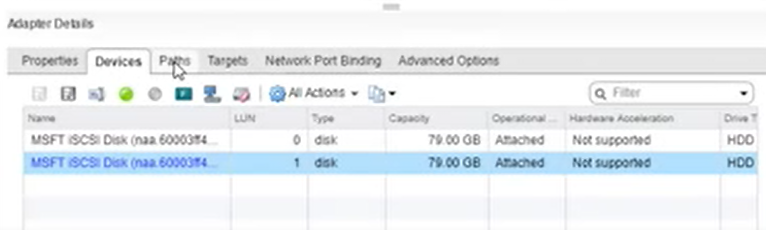 Adapter Details
Properties Devices Paths Targets Network Port Binding Advanced Options
All Actions Filter
Name LUN Type Capacity Operational ... Hardware Acceleration Drive T
MSFT iSCSI Disk (naa.60003ff4... 0 disk 79.00 GB Attached Not supported HDD
MSFT iSCSI Disk (naa.60003ff4... 1 disk 79.00 GB Attached Not supported HDD